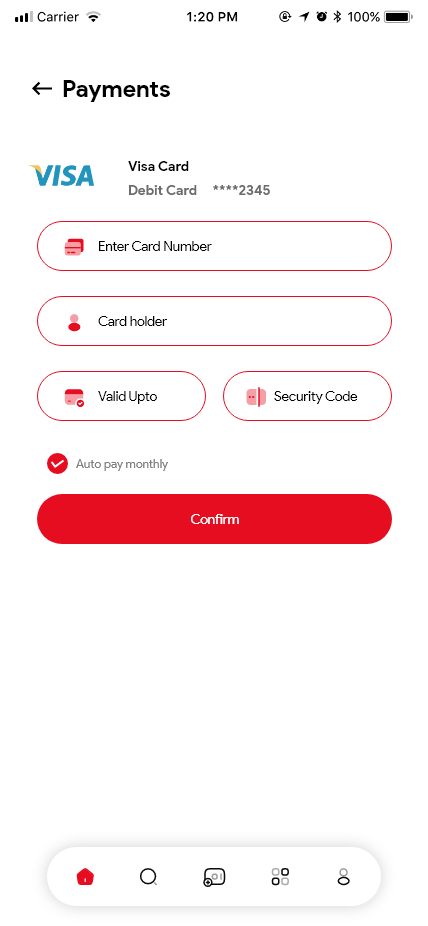 Carrier 1:20 PM 100%
Payments
VISA
Visa Card
Debit Card ****2345
Enter Card Number
Card holder
Valid Upto Security Code
Auto pay monthly
Confirm